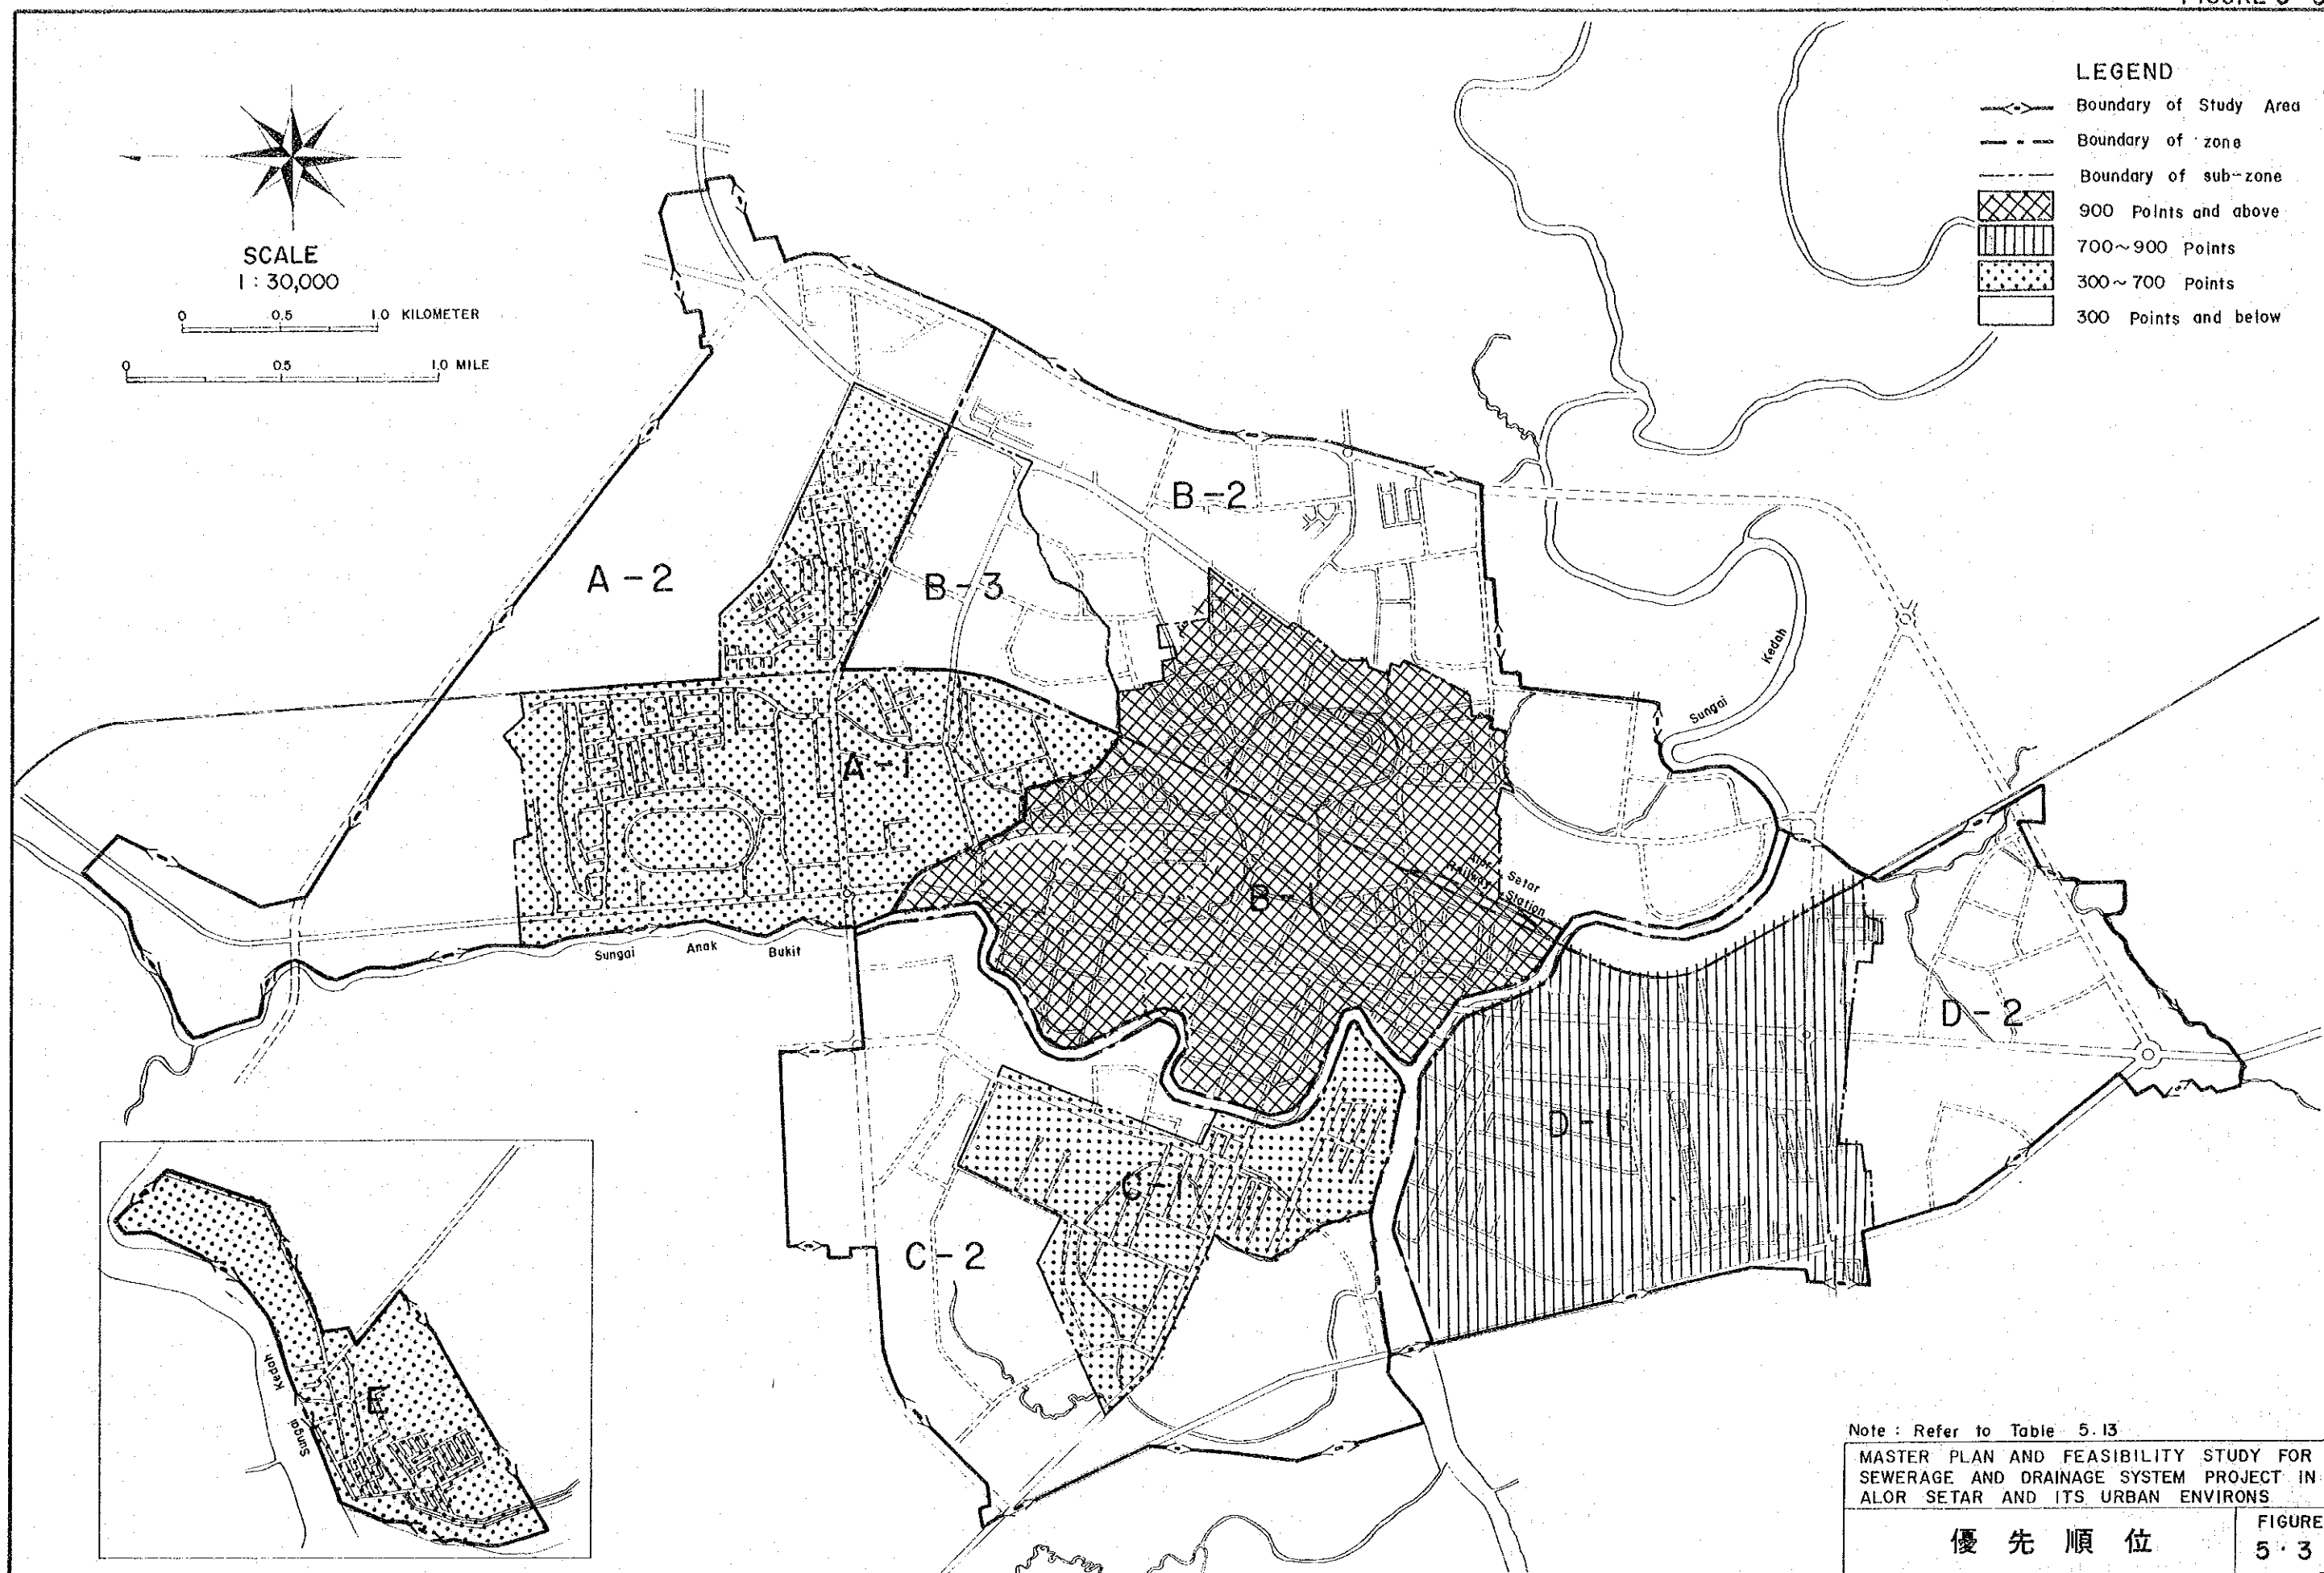 LEGEND
Boundary of Study Area
Boundary of zone
Boundary of sub-zone
900 Points and above
700~900 Points
300~700 Points
300 Points and below
SCALE
1 : 30,000
0 0.5 1.0 KILOMETER
0 0.5 1.0 MILE
A-2
B-2
B-3
A-1
B-1
Kedah
Sungai
Alor Setar
Railway Station
Sungai Anak Bukit
D-2
D-1
C-1
C-2
E
Kedah
Sungai
Note : Refer to Table 5.13
MASTER PLAN AND FEASIBILITY STUDY FOR
SEWERAGE AND DRAINAGE SYSTEM PROJECT IN
ALOR SETAR AND ITS URBAN ENVIRONS
優先順位
FIGURE
5·3